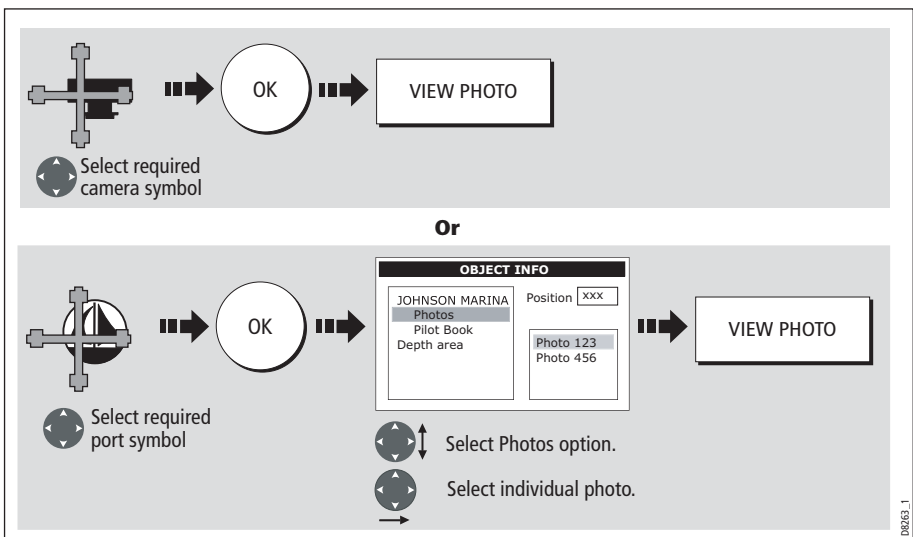 OK
VIEW PHOTO
Select required
camera symbol
Or
OBJECT INFO
JOHNSON MARINA
Photos
Pilot Book
Depth area
Position xxx
Photo 123
Photo 456
OK
VIEW PHOTO
Select required
port symbol
Select Photos option.
Select individual photo.
D8263_1